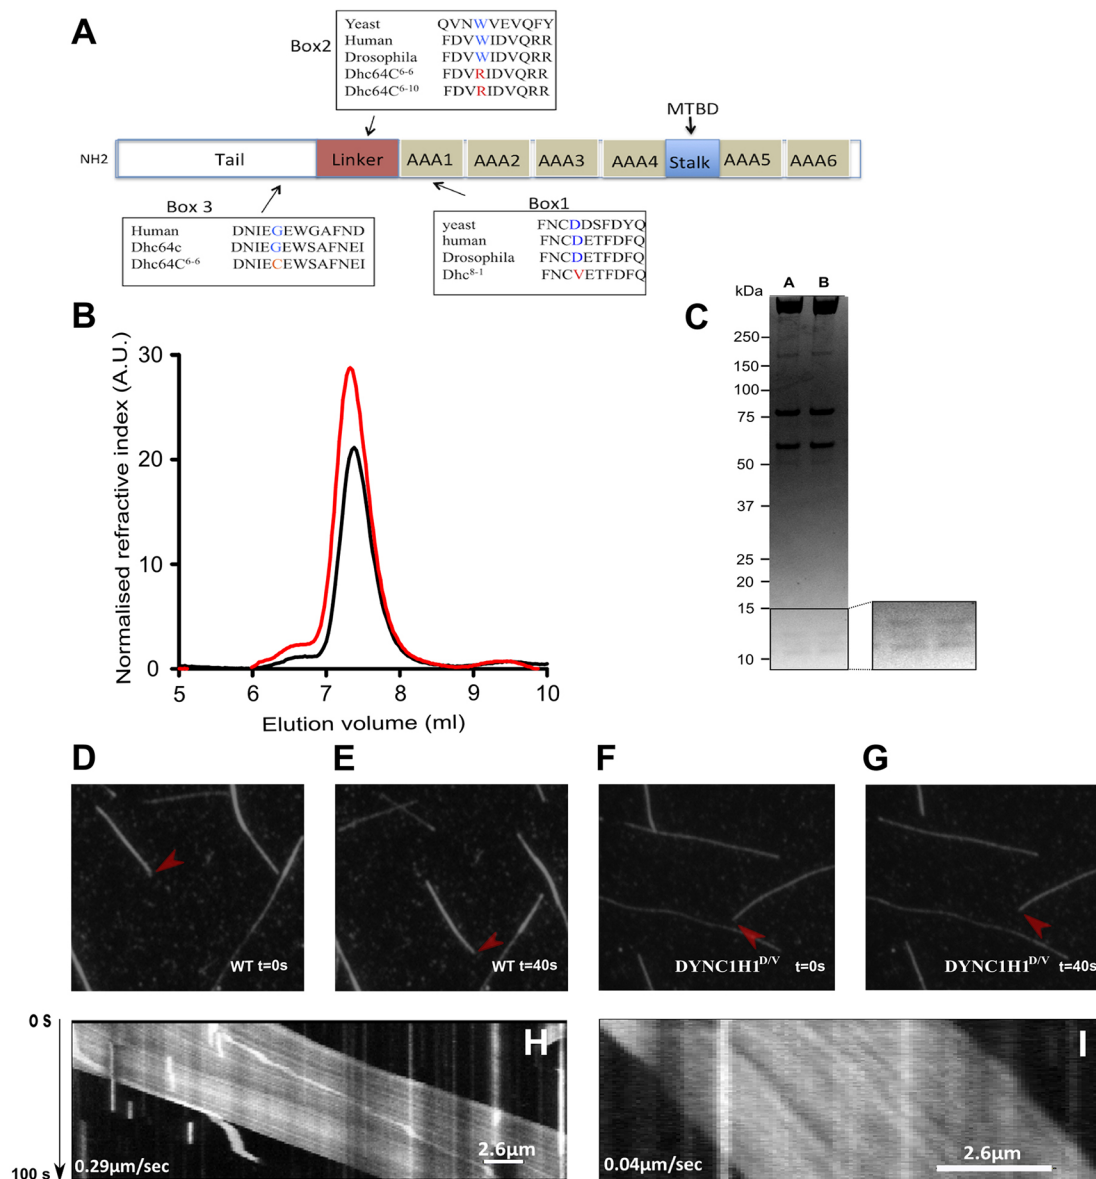 A
Box2
Yeast QVNWVEVQFY
Human FDVWIDVQRR
Drosophila FDVWIDVQRR
Dhc64C6-6 FDVRIDVQRR
Dhc64C6-10 FDVRIDVQRR
MTBD
NH2 Tail Linker AAA1 AAA2 AAA3 AAA4 Stalk AAA5 AAA6
Box 3
Human DNIEGEWGAFND
Dhc64c DNIEGEWSAFNEI
Dhc64C6-6 DNIECEWSAFNEI
Box1
yeast FNCDDSFDYQ
human FNCDETFDFQ
Drosophila FNCDETFDFQ
Dhc8-1 FNCVETFDFQ
B
Normalised refractive index (A.U.)
30
20
10
0
5 6 7 8 9 10
Elution volume (ml)
C
kDa A B
250
150
100
75
50
37
25
20
15
10
D
WT t=0s
E
WT t=40s
F
DYNC1H1D/V t=0s
G
DYNC1H1D/V t=40s
0 S
100 s
H
0.29µm/sec 2.6µm
I
0.04µm/sec 2.6µm